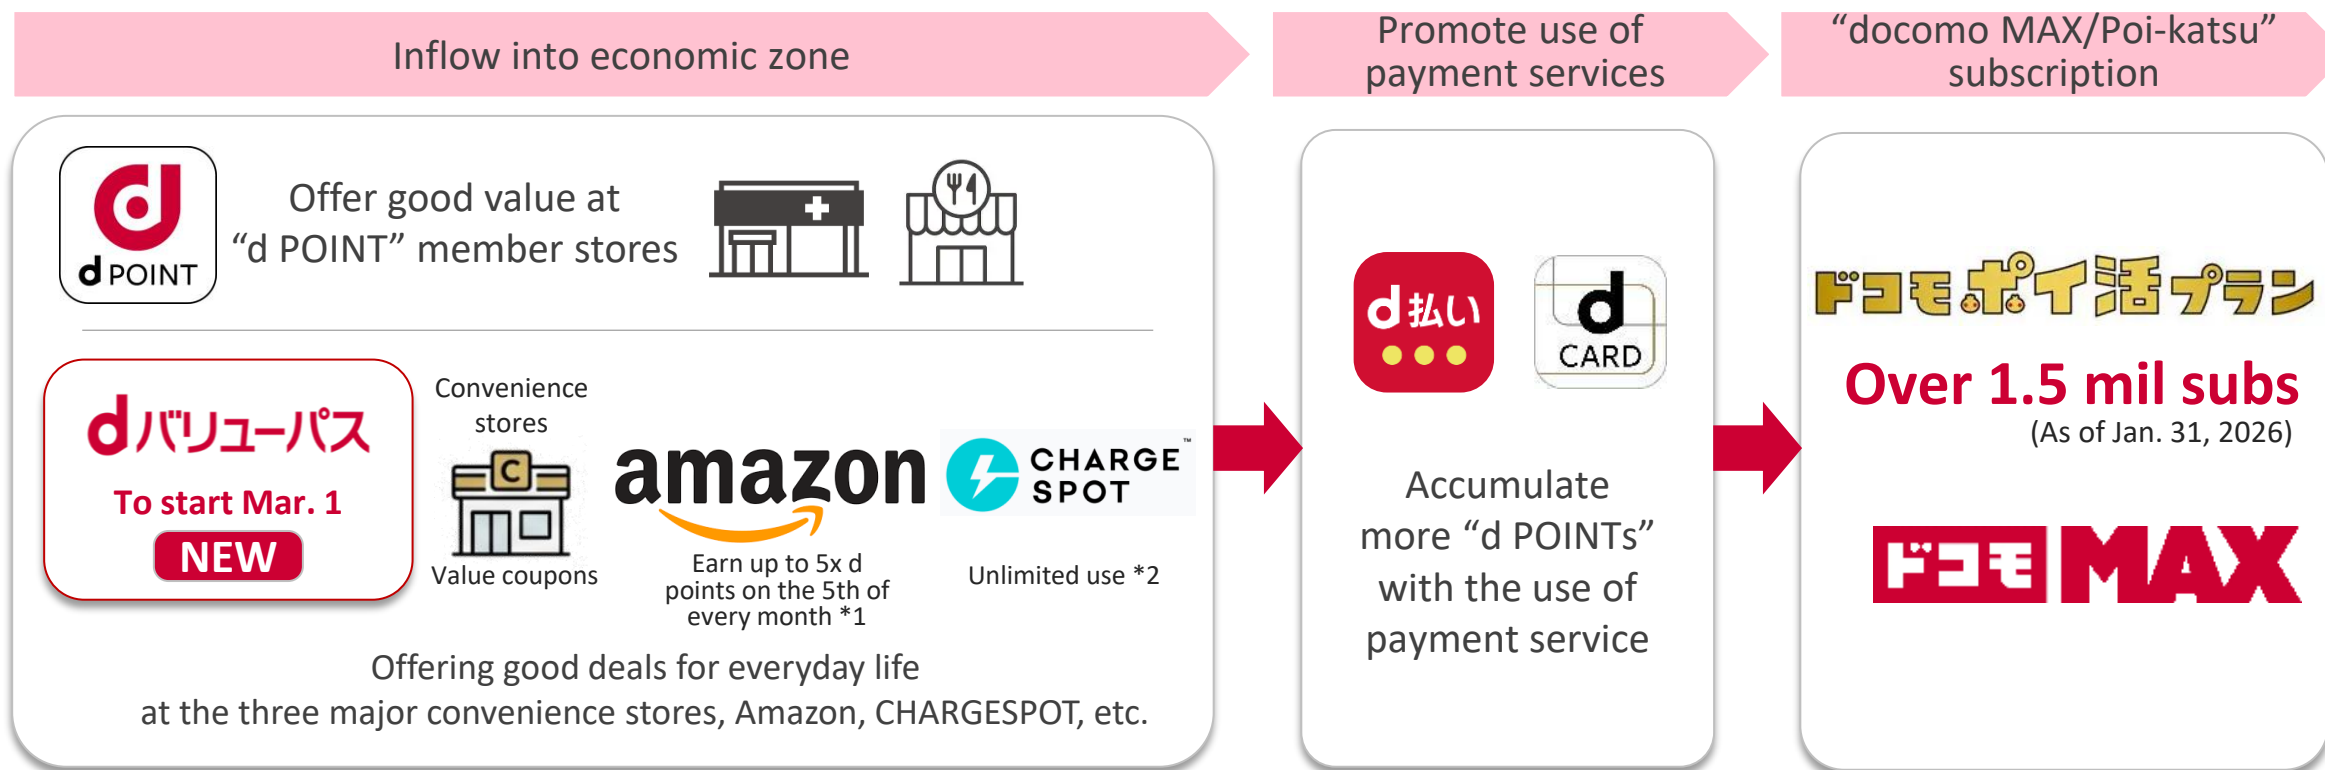 Inflow into economic zone
Promote use of
payment services
“docomo MAX/Poi-katsu”
subscription
d
d POINT
Offer good value at
“d POINT” member stores
dバリューパス
To start Mar. 1
NEW
Convenience
stores
C
Value coupons
amazon
Earn up to 5x d
points on the 5th of
every month *1
CHARGE
SPOT™
Unlimited use *2
Offering good deals for everyday life
at the three major convenience stores, Amazon, CHARGESPOT, etc.
d払い
d
CARD
Accumulate
more “d POINTs”
with the use of
payment service
ドコモポイ活プラン
Over 1.5 mil subs
(As of Jan. 31, 2026)
ドコモ MAX